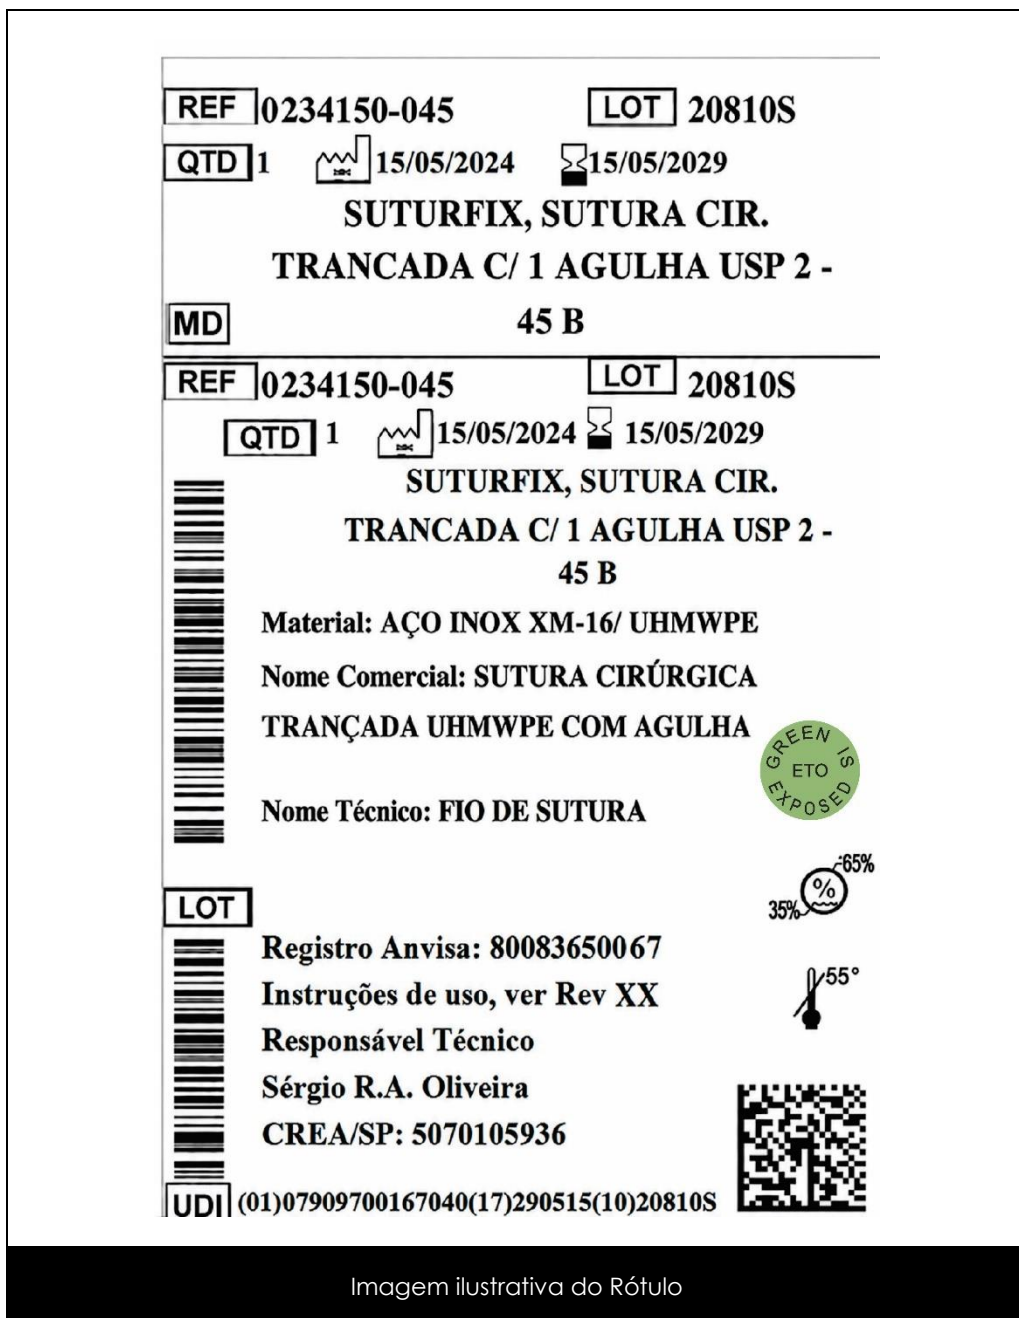 REF 0234150-045 LOT 20810S
QTD 1 15/05/2024 15/05/2029
SUTURFIX, SUTURA CIR.
TRANCADA C/ 1 AGULHA USP 2 -
MD 45 B
REF 0234150-045 LOT 20810S
QTD 1 15/05/2024 15/05/2029
SUTURFIX, SUTURA CIR.
TRANCADA C/ 1 AGULHA USP 2 -
45 B
Material: AÇO INOX XM-16/ UHMWPE
Nome Comercial: SUTURA CIRÚRGICA
TRANÇADA UHMWPE COM AGULHA
GREEN IS
ETO
EXPOSED
Nome Técnico: FIO DE SUTURA
65%
%
35%
LOT
Registro Anvisa: 80083650067
Instruções de uso, ver Rev XX
55°
Responsável Técnico
Sérgio R.A. Oliveira
CREA/SP: 5070105936
UDI (01)07909700167040(17)290515(10)20810S
Imagem ilustrativa do Rótulo